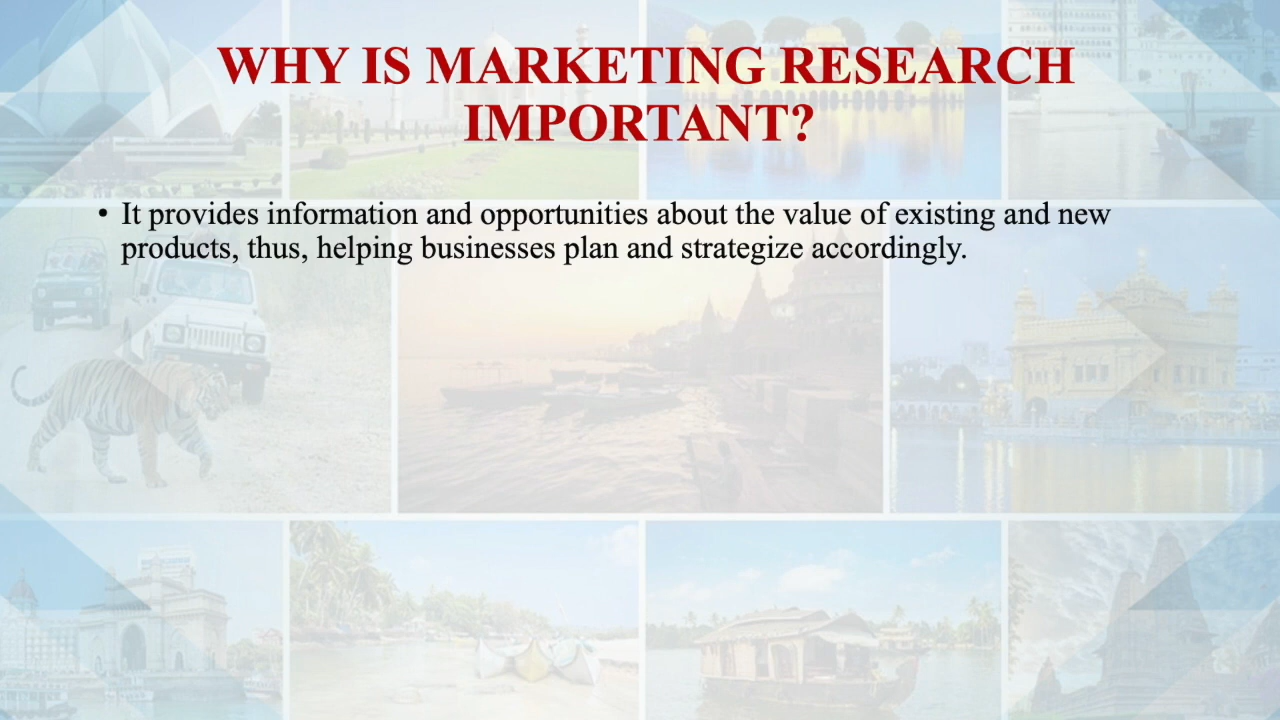 WHY IS MARKETING RESEARCH
IMPORTANT?
• It provides information and opportunities about the value of existing and new
products, thus, helping businesses plan and strategize accordingly.